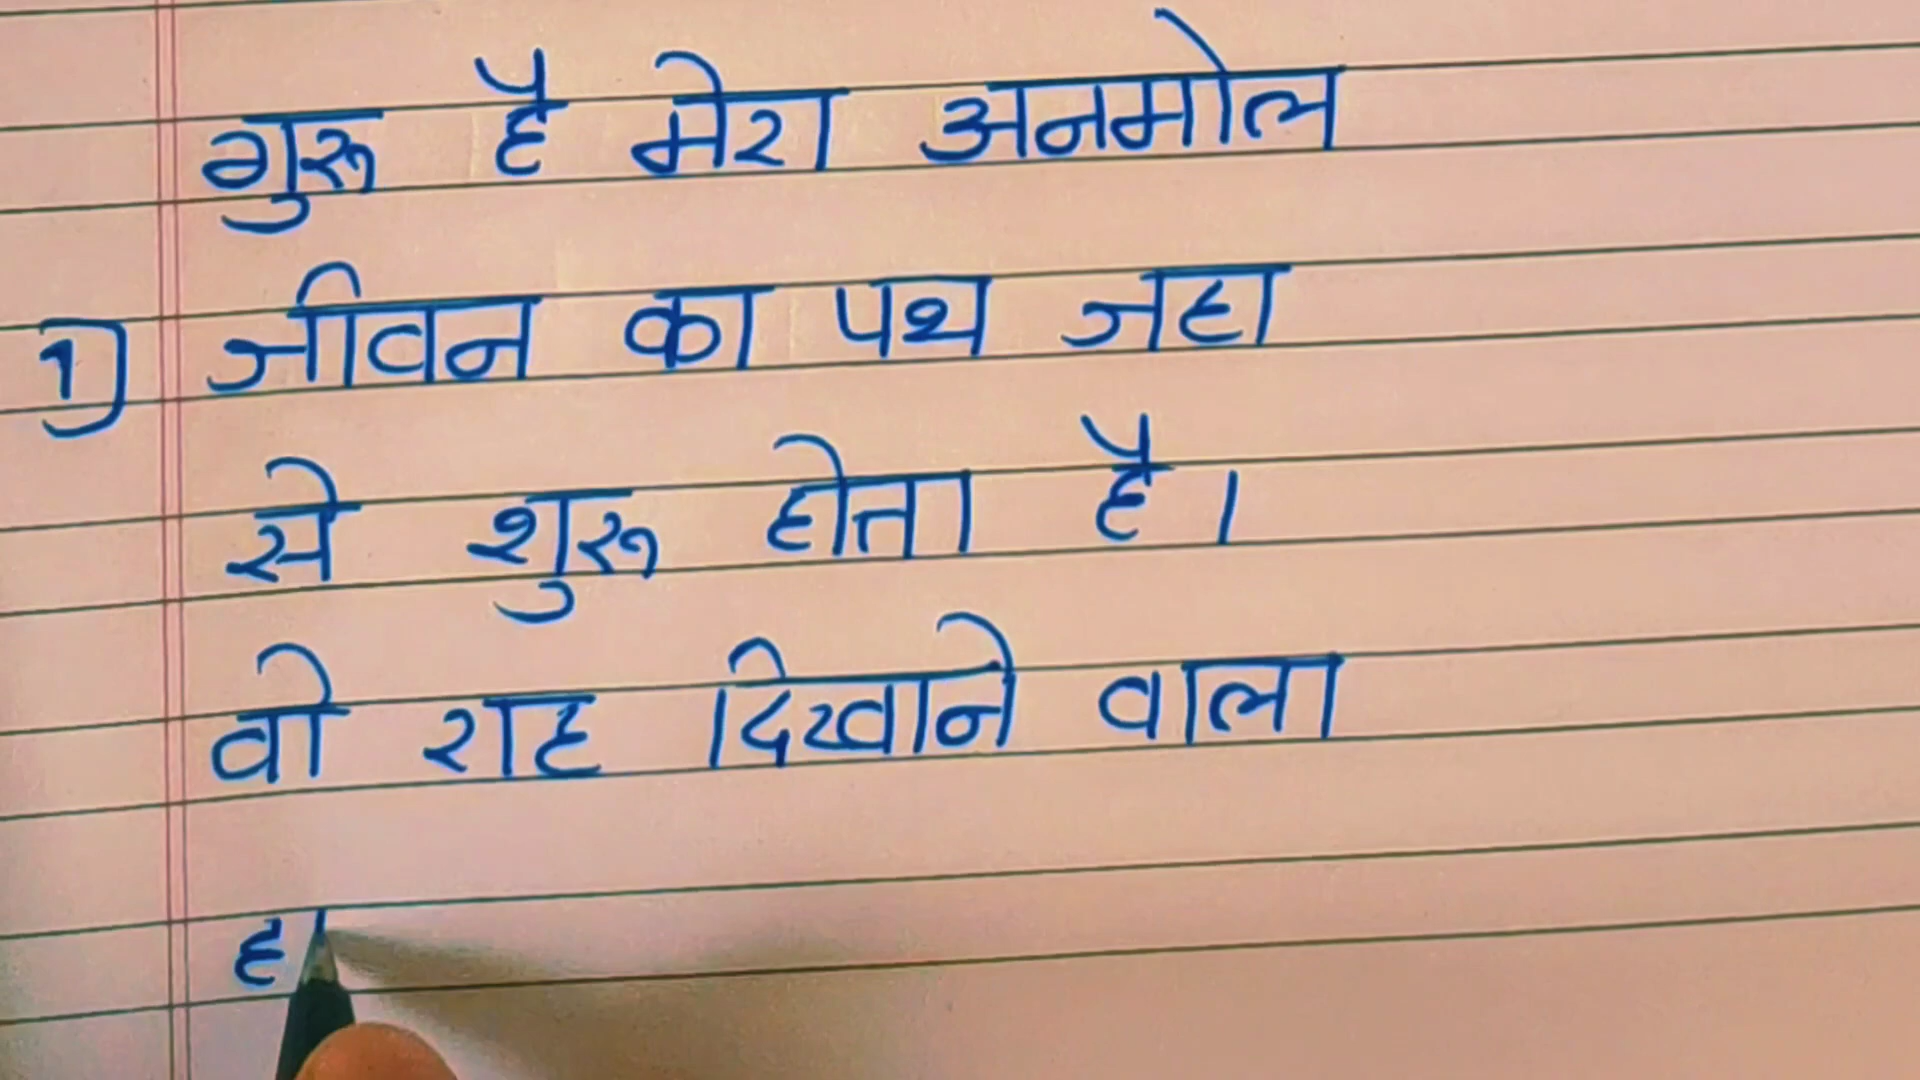 गुरू है मेरा अनमोल
1) जीवन का पथ जहा
से शुरू होता है।
वो राह दिखाने वाला